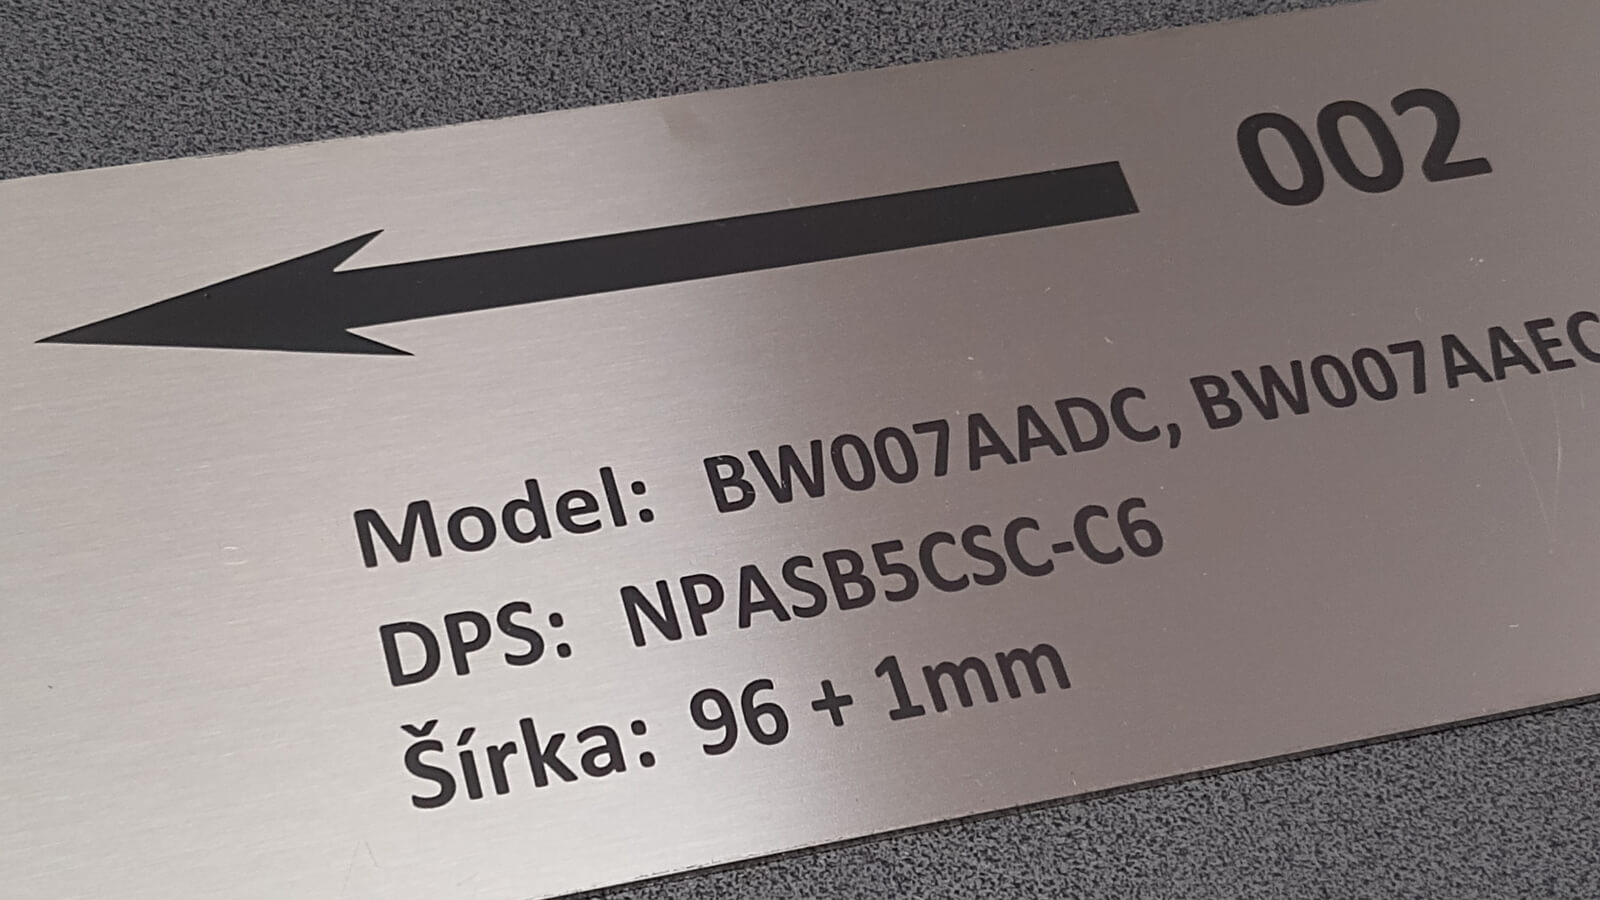 002
Model: BW007AADC, BW007AAEC
DPS: NPASB5CSC-C6
Šírka: 96 + 1mm